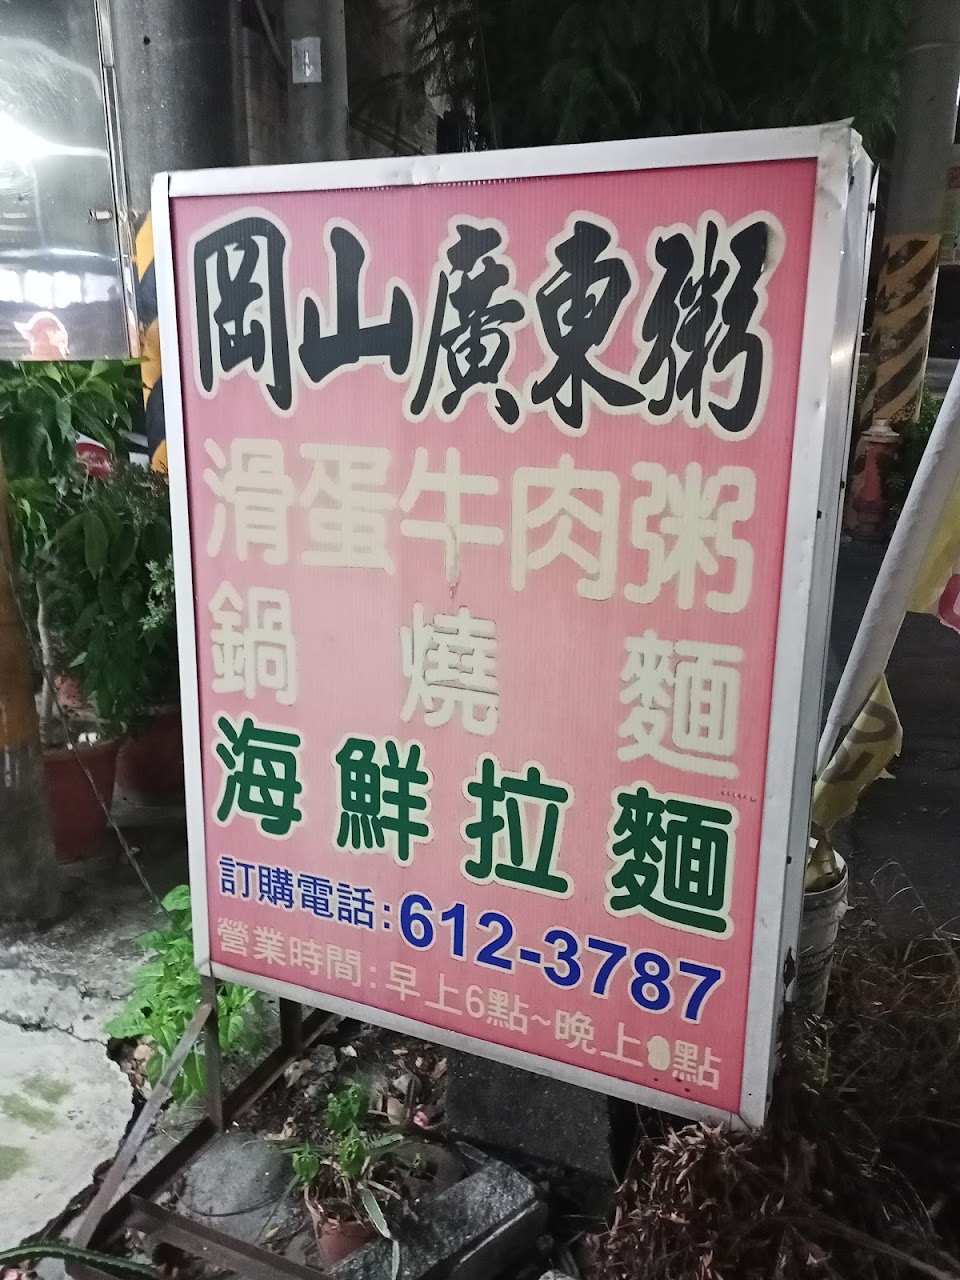 岡山廣東粥
滑蛋牛肉粥
鍋燒麵
海鮮拉麵
訂購電話:612-3787
營業時間:早上6點~晚上 點